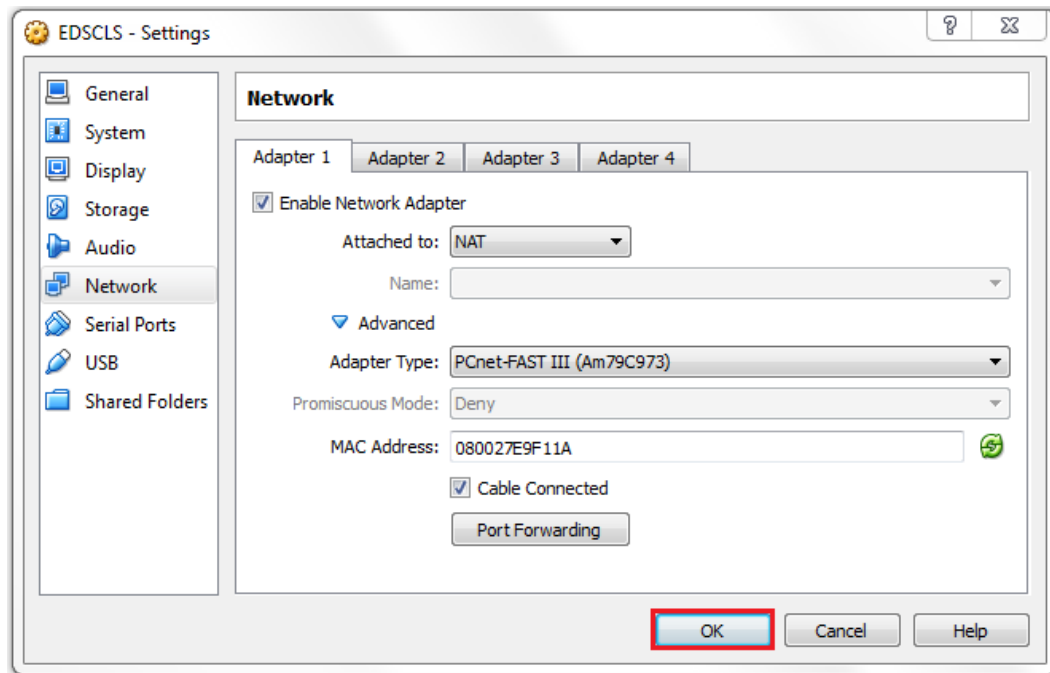 EDSCLS - Settings
General
System
Display
Storage
Audio
Network
Serial Ports
USB
Shared Folders
Network
Adapter 1 Adapter 2 Adapter 3 Adapter 4
Enable Network Adapter
Attached to: NAT
Name:
Advanced
Adapter Type: PCnet-FAST III (Am79C973)
Promiscuous Mode: Deny
MAC Address: 080027E9F11A
Cable Connected
Port Forwarding
OK Cancel Help